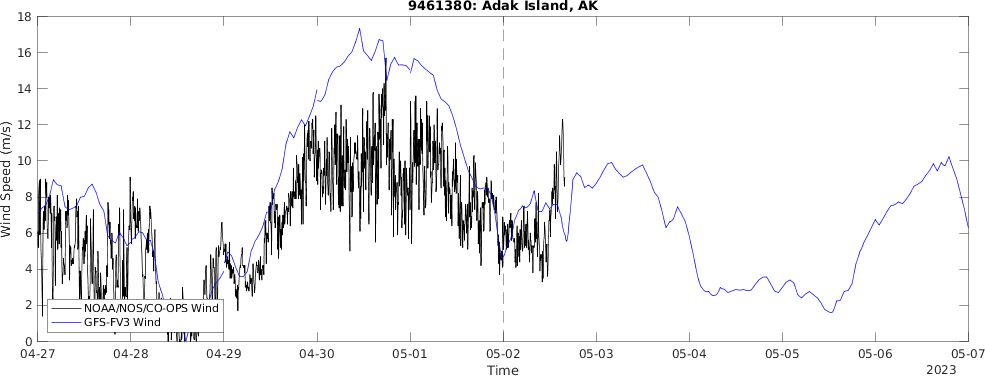 9461380: Adak Island, AK
18
16
14
12
10
8
6
4
2
0
Wind Speed (m/s)
NOAA/NOS/CO-OPS Wind
GFS-FV3 Wind
04-27 04-28 04-29 04-30 05-01 05-02 05-03 05-04 05-05 05-06 05-07
Time
2023